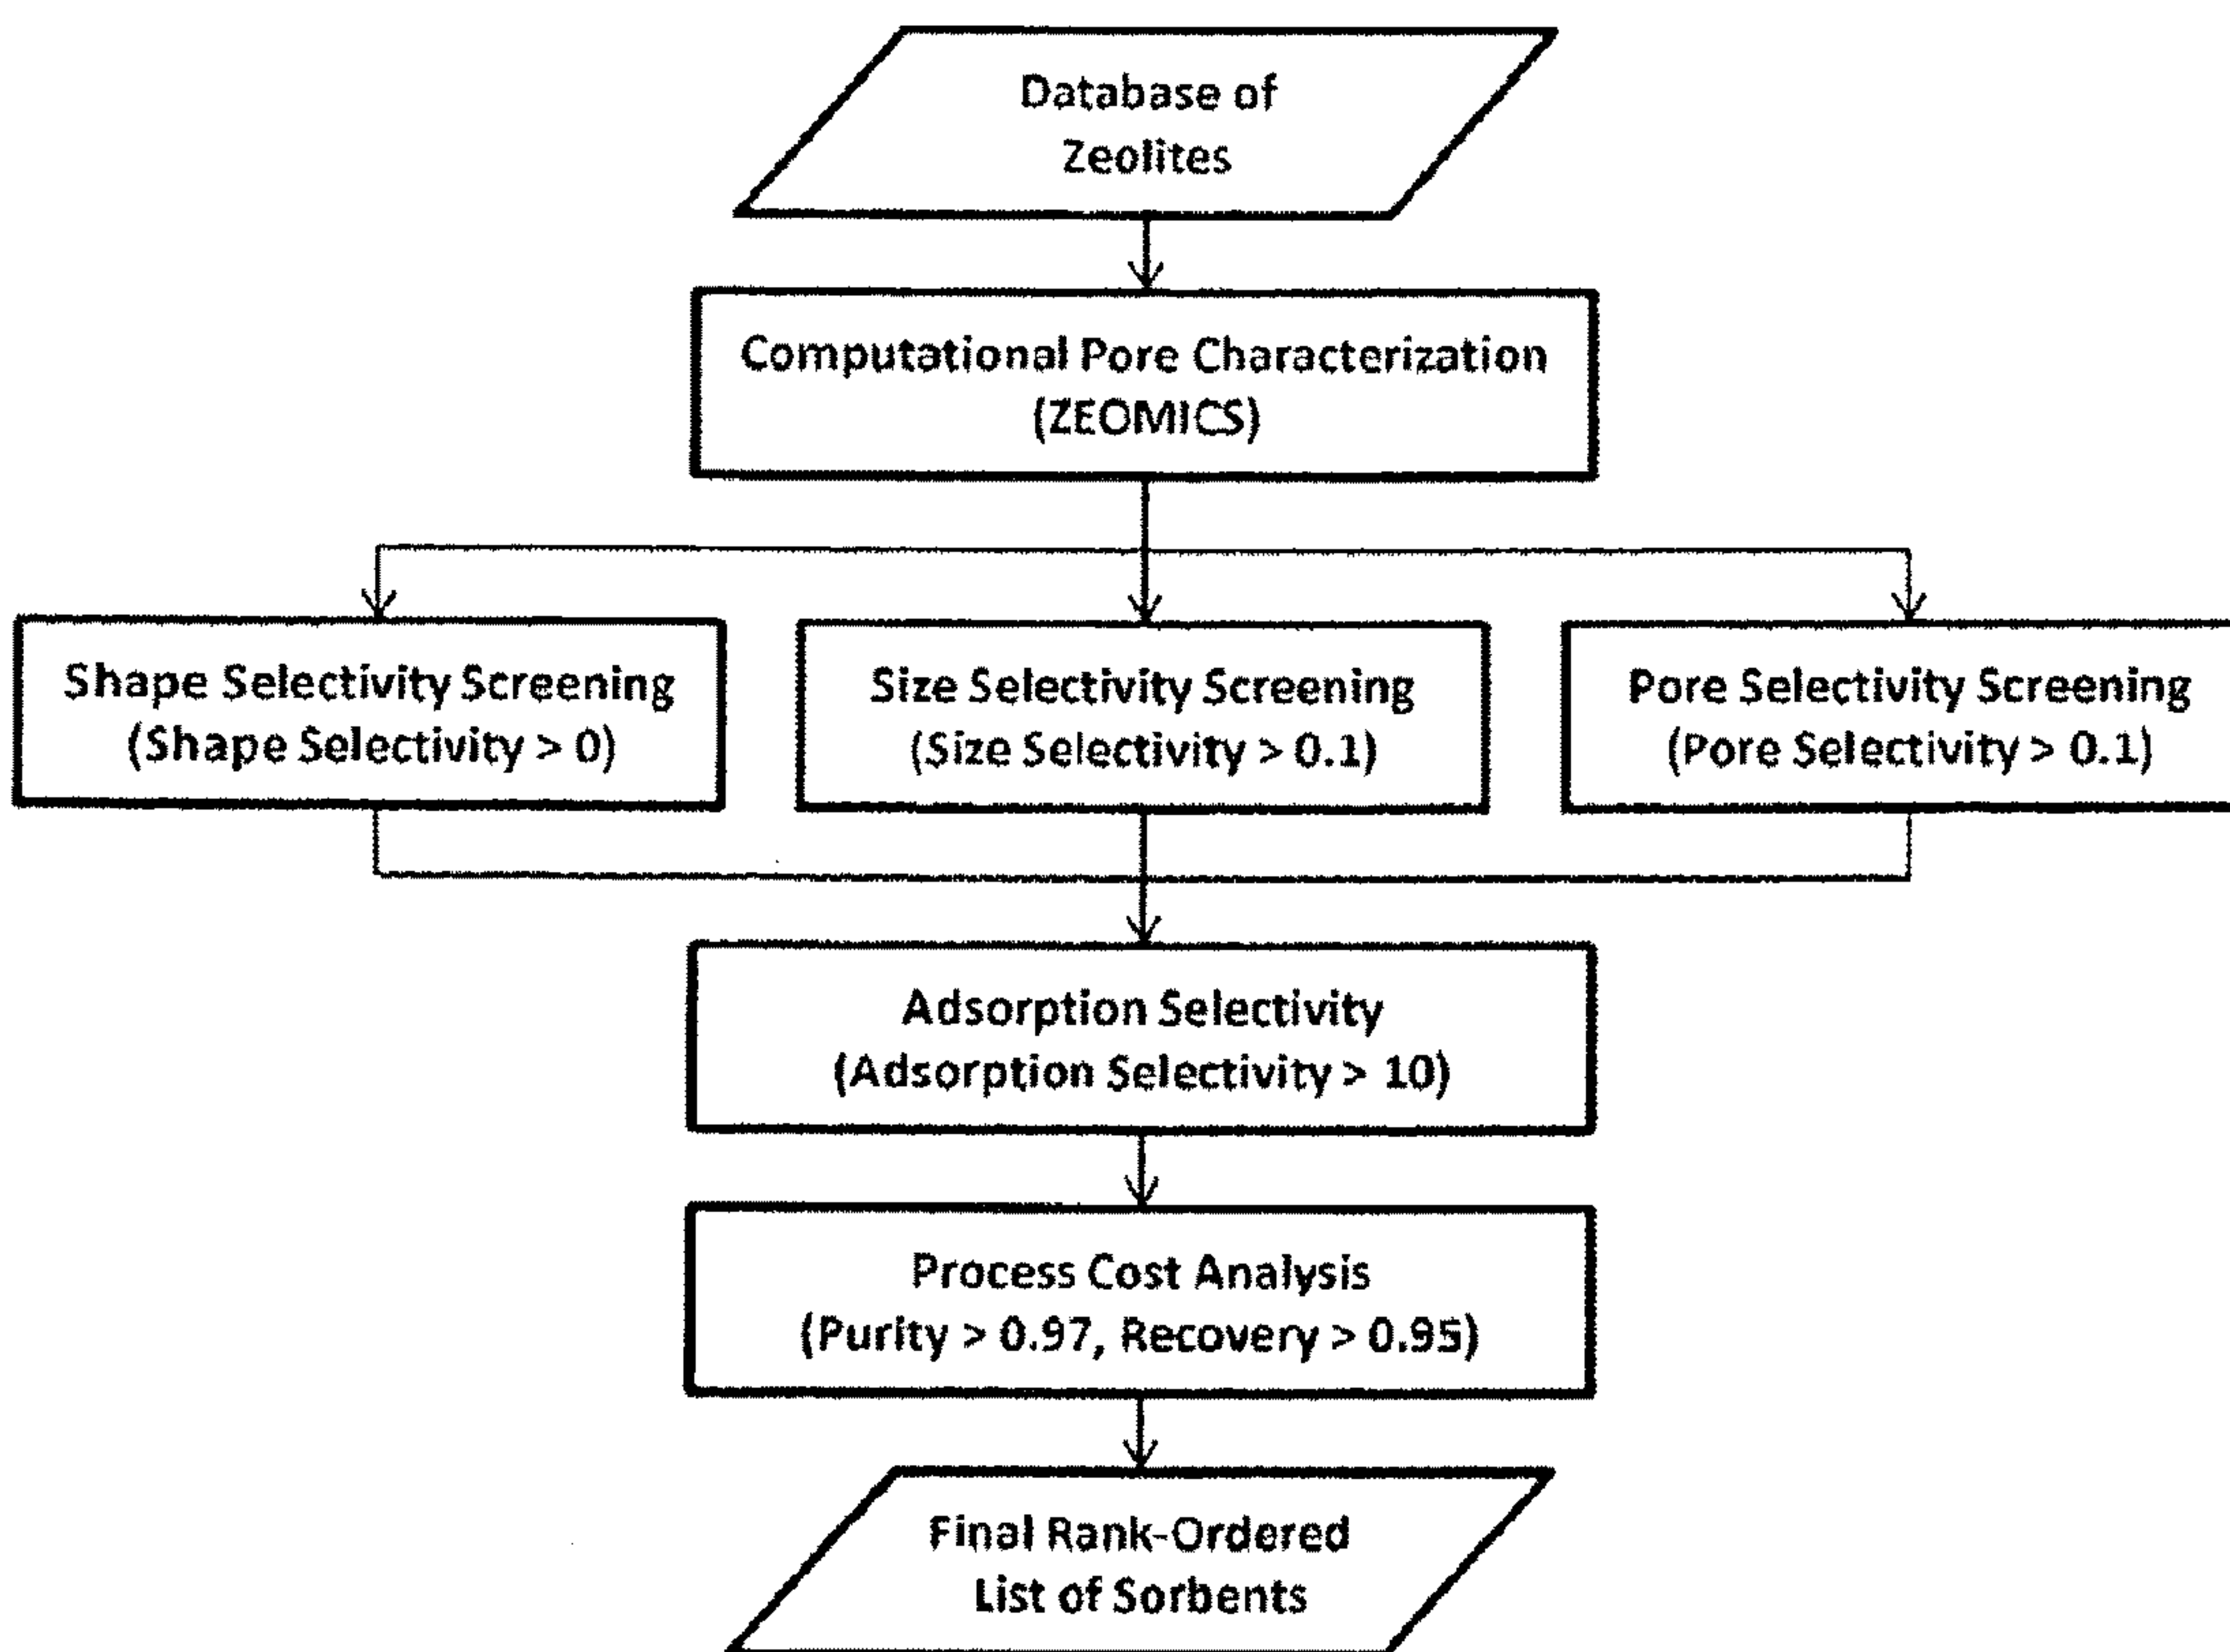 Database of
Zeolites
Computational Pore Characterization
(ZEOMICS)
Shape Selectivity Screening
(Shape Selectivity > 0)
Size Selectivity Screening
(Size Selectivity > 0.1)
Pore Selectivity Screening
(Pore Selectivity > 0.1)
Adsorption Selectivity
(Adsorption Selectivity > 10)
Process Cost Analysis
(Purity > 0.97, Recovery > 0.95)
Final Rank-Ordered
List of Sorbents